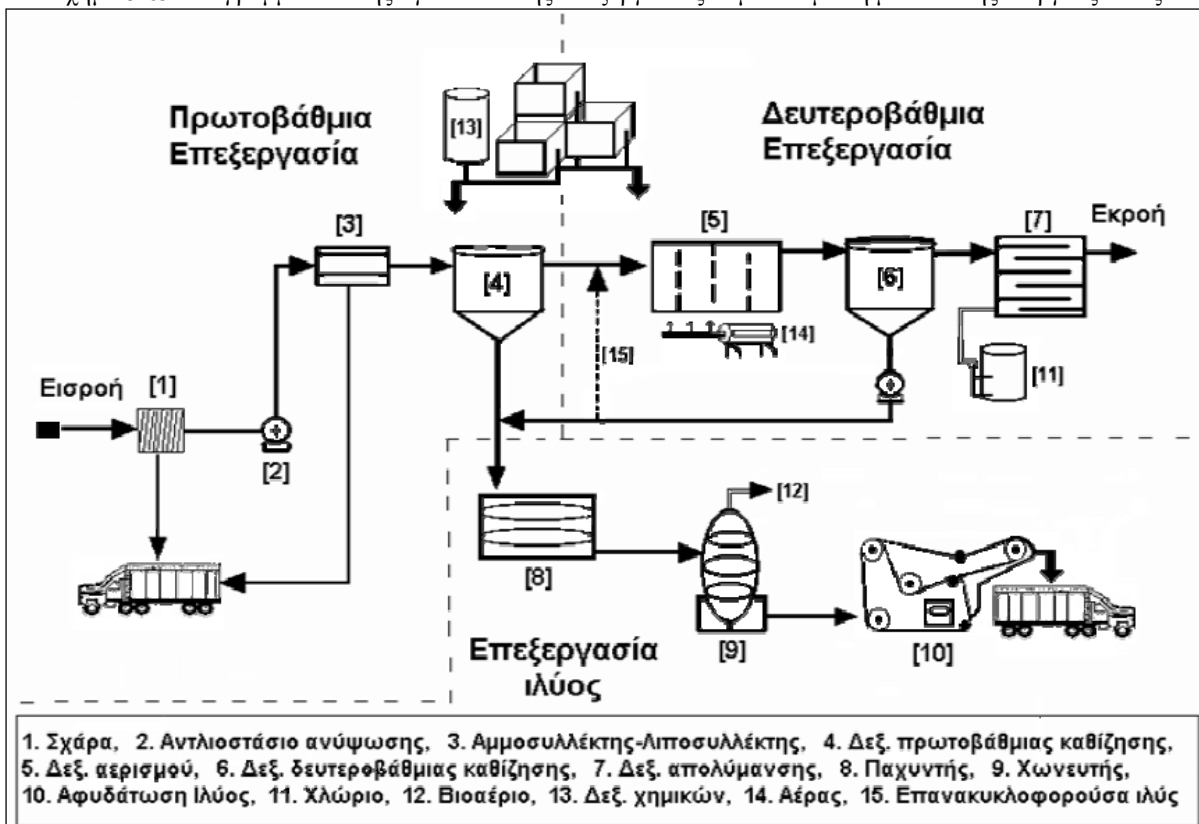 [13]
Πρωτοβάθμια
Επεξεργασία
Δευτεροβάθμια
Επεξεργασία
[3]
[5]
[7]
Εκροή
[4]
[6]
[14]
[15]
[11]
Εισροή
[1]
[2]
[12]
[8]
[9]
[10]
Επεξεργασία
ιλύος
1. Σχάρα, 2. Αντλιοστάσιο ανύψωσης, 3. Αμμοσυλλέκτης-Λιποσυλλέκτης, 4. Δεξ. πρωτοβάθμιας καθίζησης,
5. Δεξ. αερισμού, 6. Δεξ. δευτεροβάθμιας καθίζησης, 7. Δεξ. απολύμανσης, 8. Παχυντής, 9. Χωνευτής,
10. Αφυδάτωση Ιλύος, 11. Χλώριο, 12. Βιοαέριο, 13. Δεξ. χημικών, 14. Αέρας, 15. Επανακυκλοφορούσα ιλύς